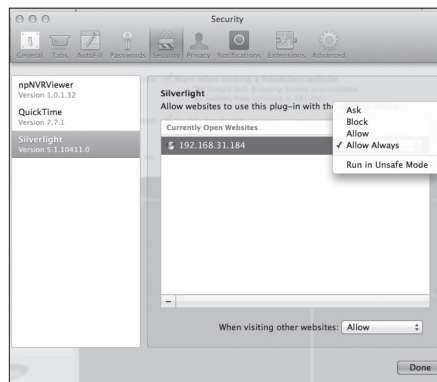 Security
General Tabs AutoFill Passwords Security Privacy Notifications Extensions Advanced
npNVRViewer
Version 1.0.1.32
QuickTime
Version 7.7.1
Silverlight
Version 5.1.10411.0
Silverlight
Allow websites to use this plug-in with the
Currently Open Websites
192.168.31.184
Ask
Block
Allow
✓ Allow Always
Run in Unsafe Mode
When visiting other websites: Allow
Done